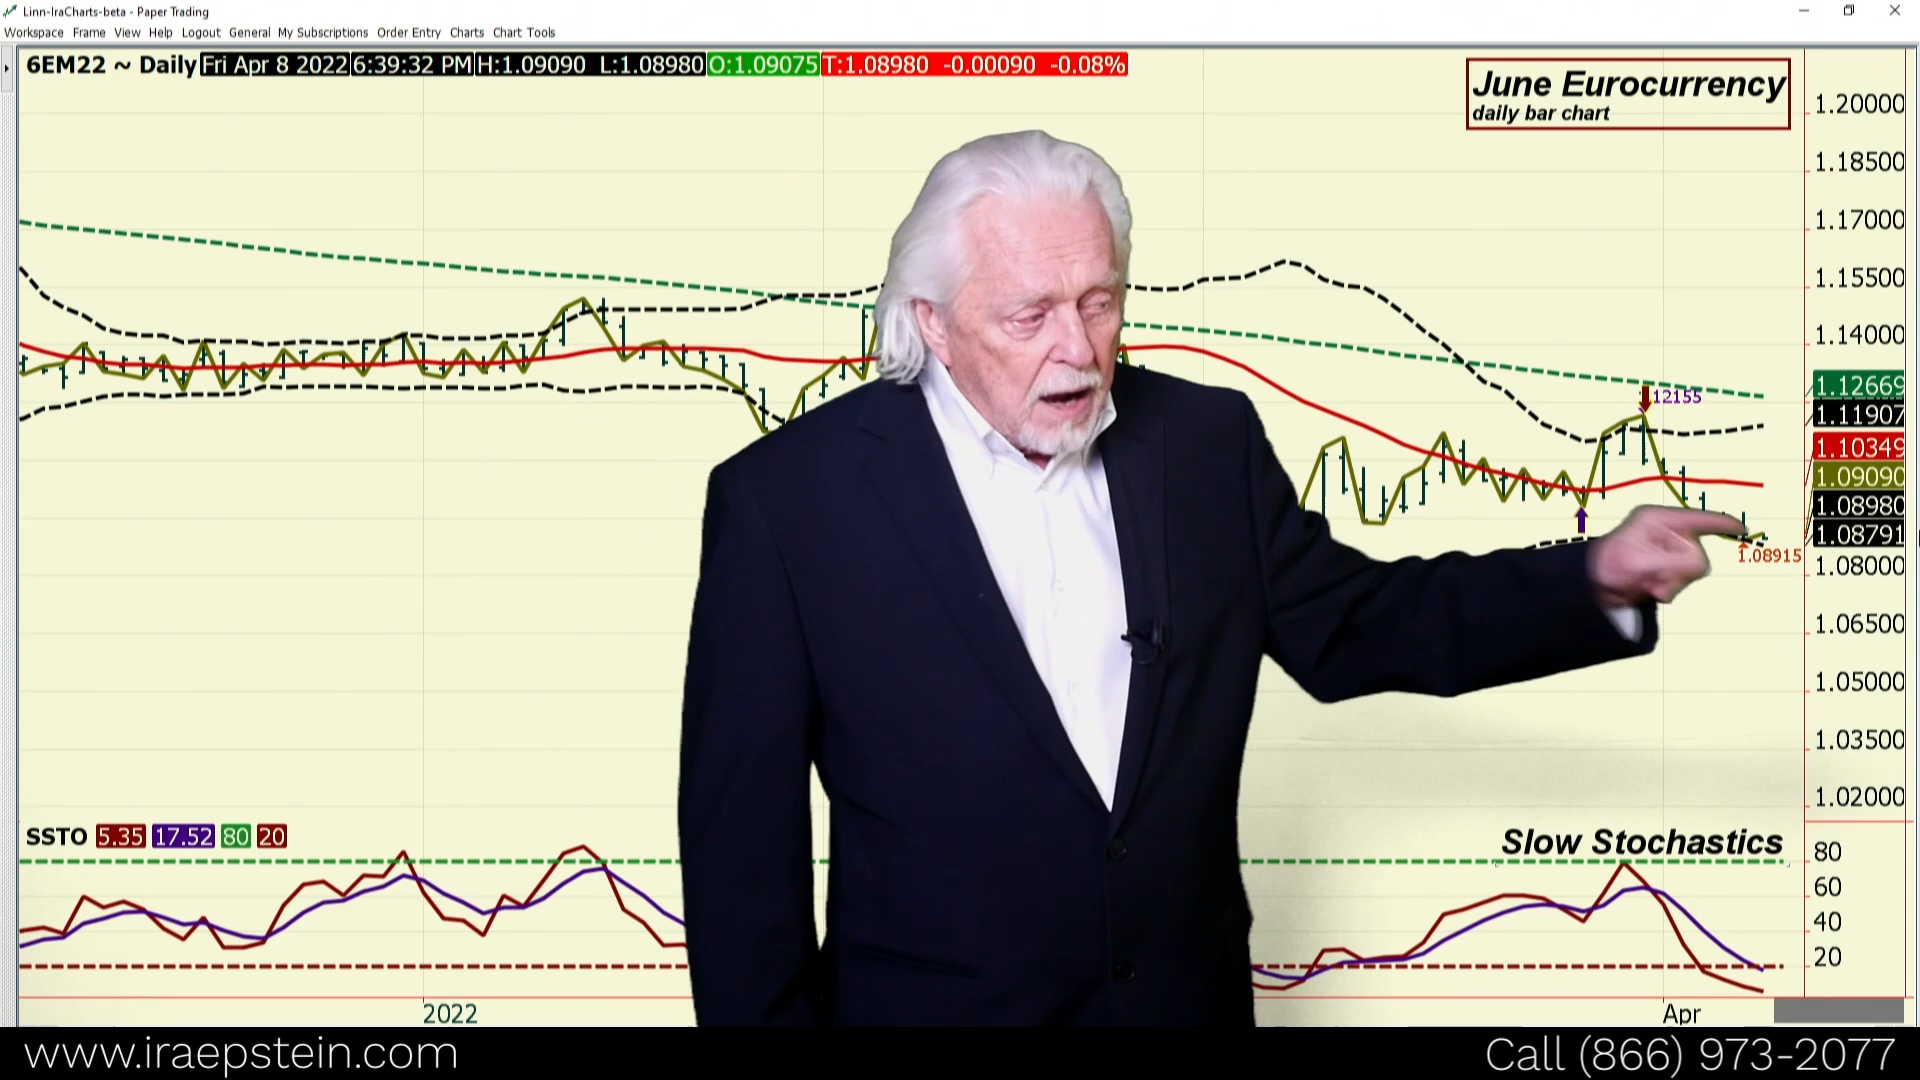 Linn-IraCharts-beta - Paper Trading
Workspace Frame View Help Logout General My Subscriptions Order Entry Charts Chart Tools
6EM22 ~ Daily Fri Apr 8 2022 6:39:32 PM H:1.09090 L:1.08980 O:1.09075 T:1.08980 -0.00090 -0.08%
June Eurocurrency
daily bar chart
1.20000
1.18500
1.17000
1.15500
1.14000
1.12669
12155
1.11907
1.10349
1.09090
1.08980
1.08791
1.08915
1.08000
1.06500
1.05000
1.03500
1.02000
SSTO 5.35 17.52 80 20
Slow Stochastics
80
60
40
20
2022
Apr
www.iraepstein.com
Call (866) 973-2077